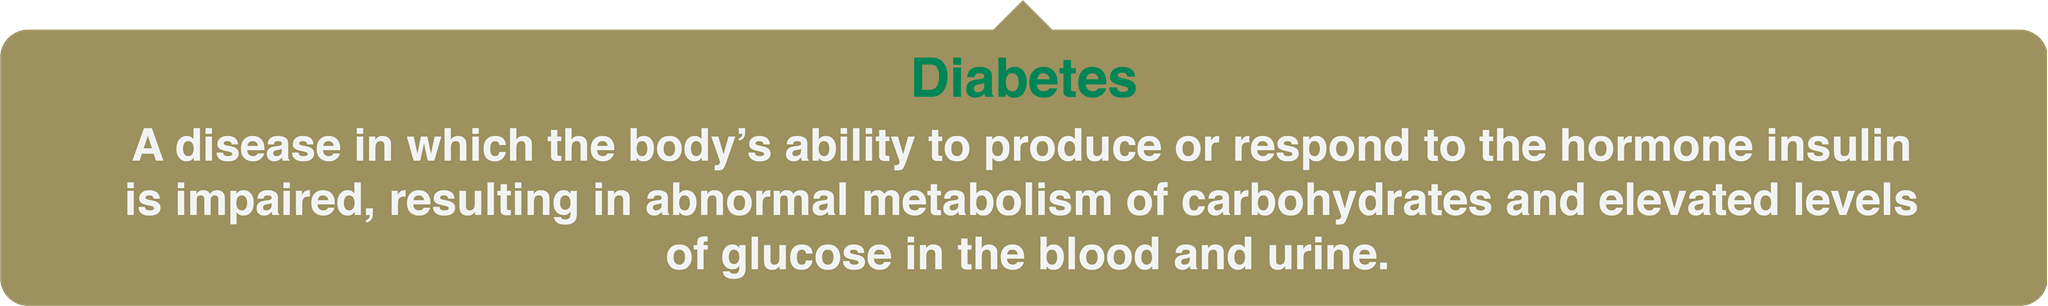 Diabetes
A disease in which the body’s ability to produce or respond to the hormone insulin
is impaired, resulting in abnormal metabolism of carbohydrates and elevated levels
of glucose in the blood and urine.